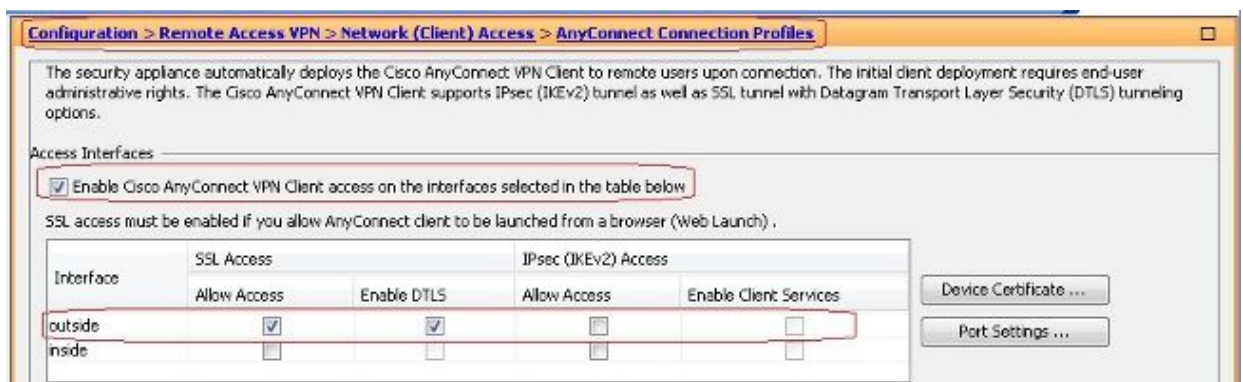 Configuration > Remote Access VPN > Network (Client) Access > AnyConnect Connection Profiles
The security appliance automatically deploys the Cisco AnyConnect VPN Client to remote users upon connection. The initial client deployment requires end-user
administrative rights. The Cisco AnyConnect VPN Client supports IPsec (IKEv2) tunnel as well as SSL tunnel with Datagram Transport Layer Security (DTLS) tunneling
options.
Access Interfaces
Enable Cisco AnyConnect VPN Client access on the interfaces selected in the table below
SSL access must be enabled if you allow AnyConnect client to be launched from a browser (Web Launch) .
Interface
SSL Access
IPsec (IKEv2) Access
Allow Access
Enable DTLS
Allow Access
Enable Client Services
outside
inside
Device Certificate ...
Port Settings ...